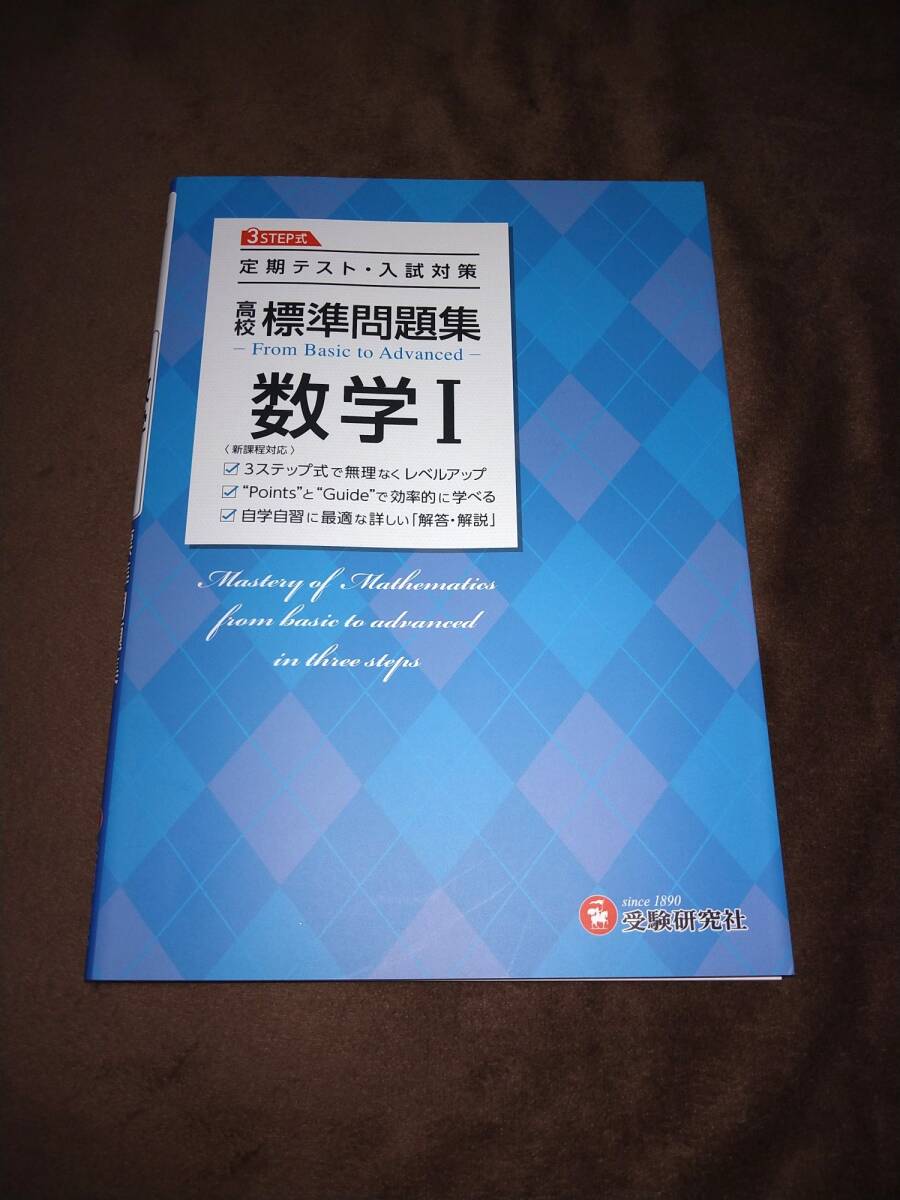 3STEP式
定期テスト・入試対策
高校 標準問題集
– From Basic to Advanced –
数学I
〈新課程対応〉
3ステップ式で無理なくレベルアップ
“Points”と“Guide”で効率的に学べる
自学自習に最適な詳しい「解答・解説」
Mastery of Mathematics
from basic to advanced
in three steps
since 1890
受験研究社